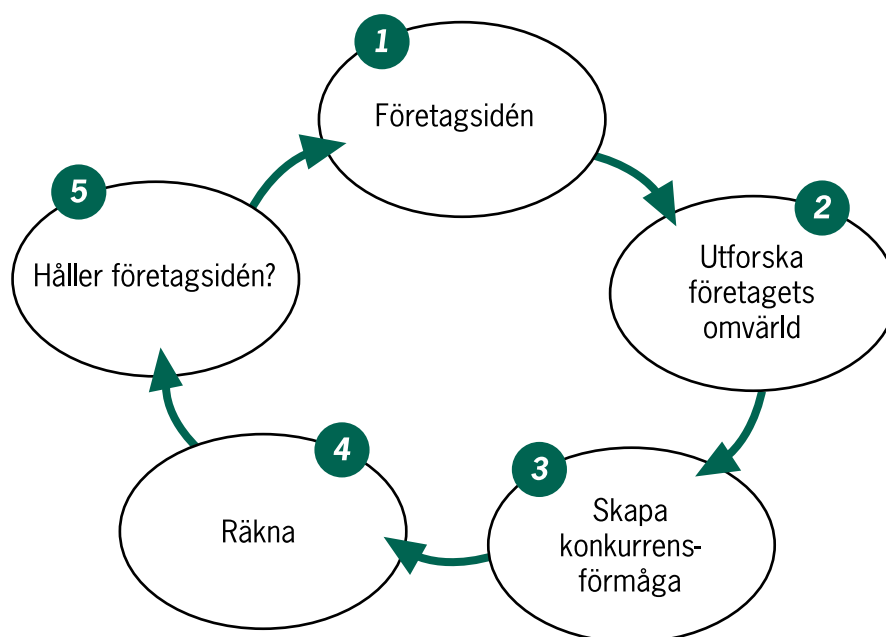 1
Företagsidén
2
Utforska
företagets
omvärld
3
Skapa
konkurrens-
förmåga
4
Räkna
5
Håller företagsidén?